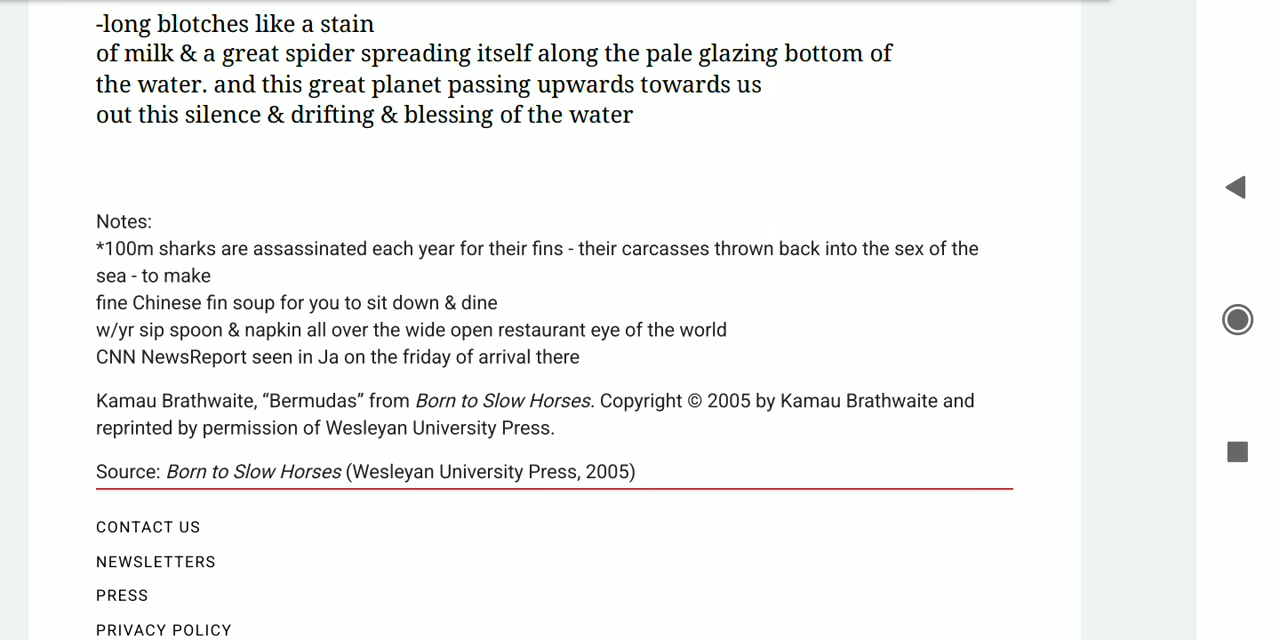 -long blotches like a stain
of milk & a great spider spreading itself along the pale glazing bottom of
the water. and this great planet passing upwards towards us
out this silence & drifting & blessing of the water
Notes:
*100m sharks are assassinated each year for their fins - their carcasses thrown back into the sex of the
sea - to make
fine Chinese fin soup for you to sit down & dine
w/yr sip spoon & napkin all over the wide open restaurant eye of the world
CNN NewsReport seen in Ja on the friday of arrival there
Kamau Brathwaite, “Bermudas” from Born to Slow Horses. Copyright © 2005 by Kamau Brathwaite and
reprinted by permission of Wesleyan University Press.
Source: Born to Slow Horses (Wesleyan University Press, 2005)
CONTACT US
NEWSLETTERS
PRESS
PRIVACY POLICY